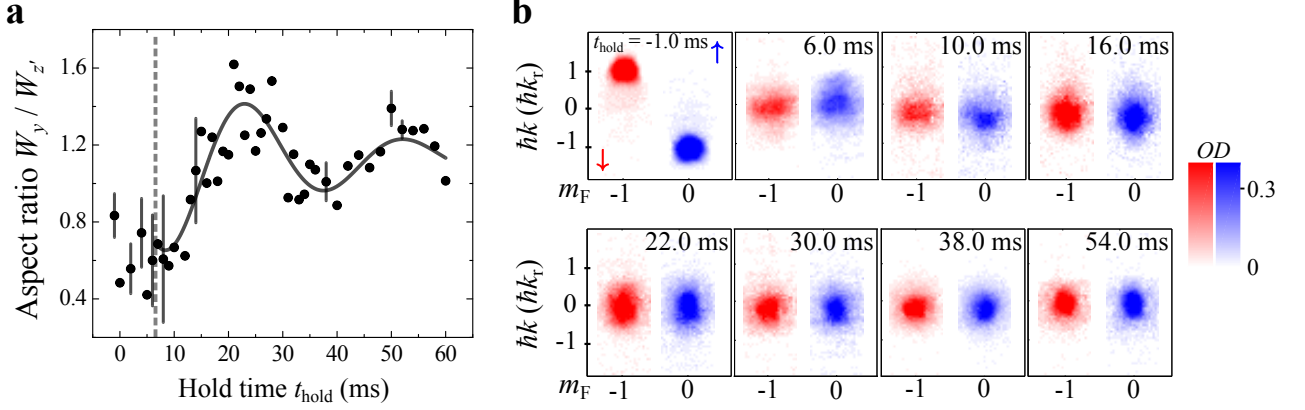 a
Aspect ratio W_y / W_z'
1.6
1.2
0.8
0.4
0 10 20 30 40 50 60
Hold time t_hold (ms)
b
ħk (ħk_r)
1
0
-1
t_hold = -1.0 ms ↑
↓
6.0 ms
10.0 ms
16.0 ms
m_F -1 0 -1 0 -1 0 -1 0
OD
0.3
0
ħk (ħk_r)
1
0
-1
22.0 ms
30.0 ms
38.0 ms
54.0 ms
m_F -1 0 -1 0 -1 0 -1 0